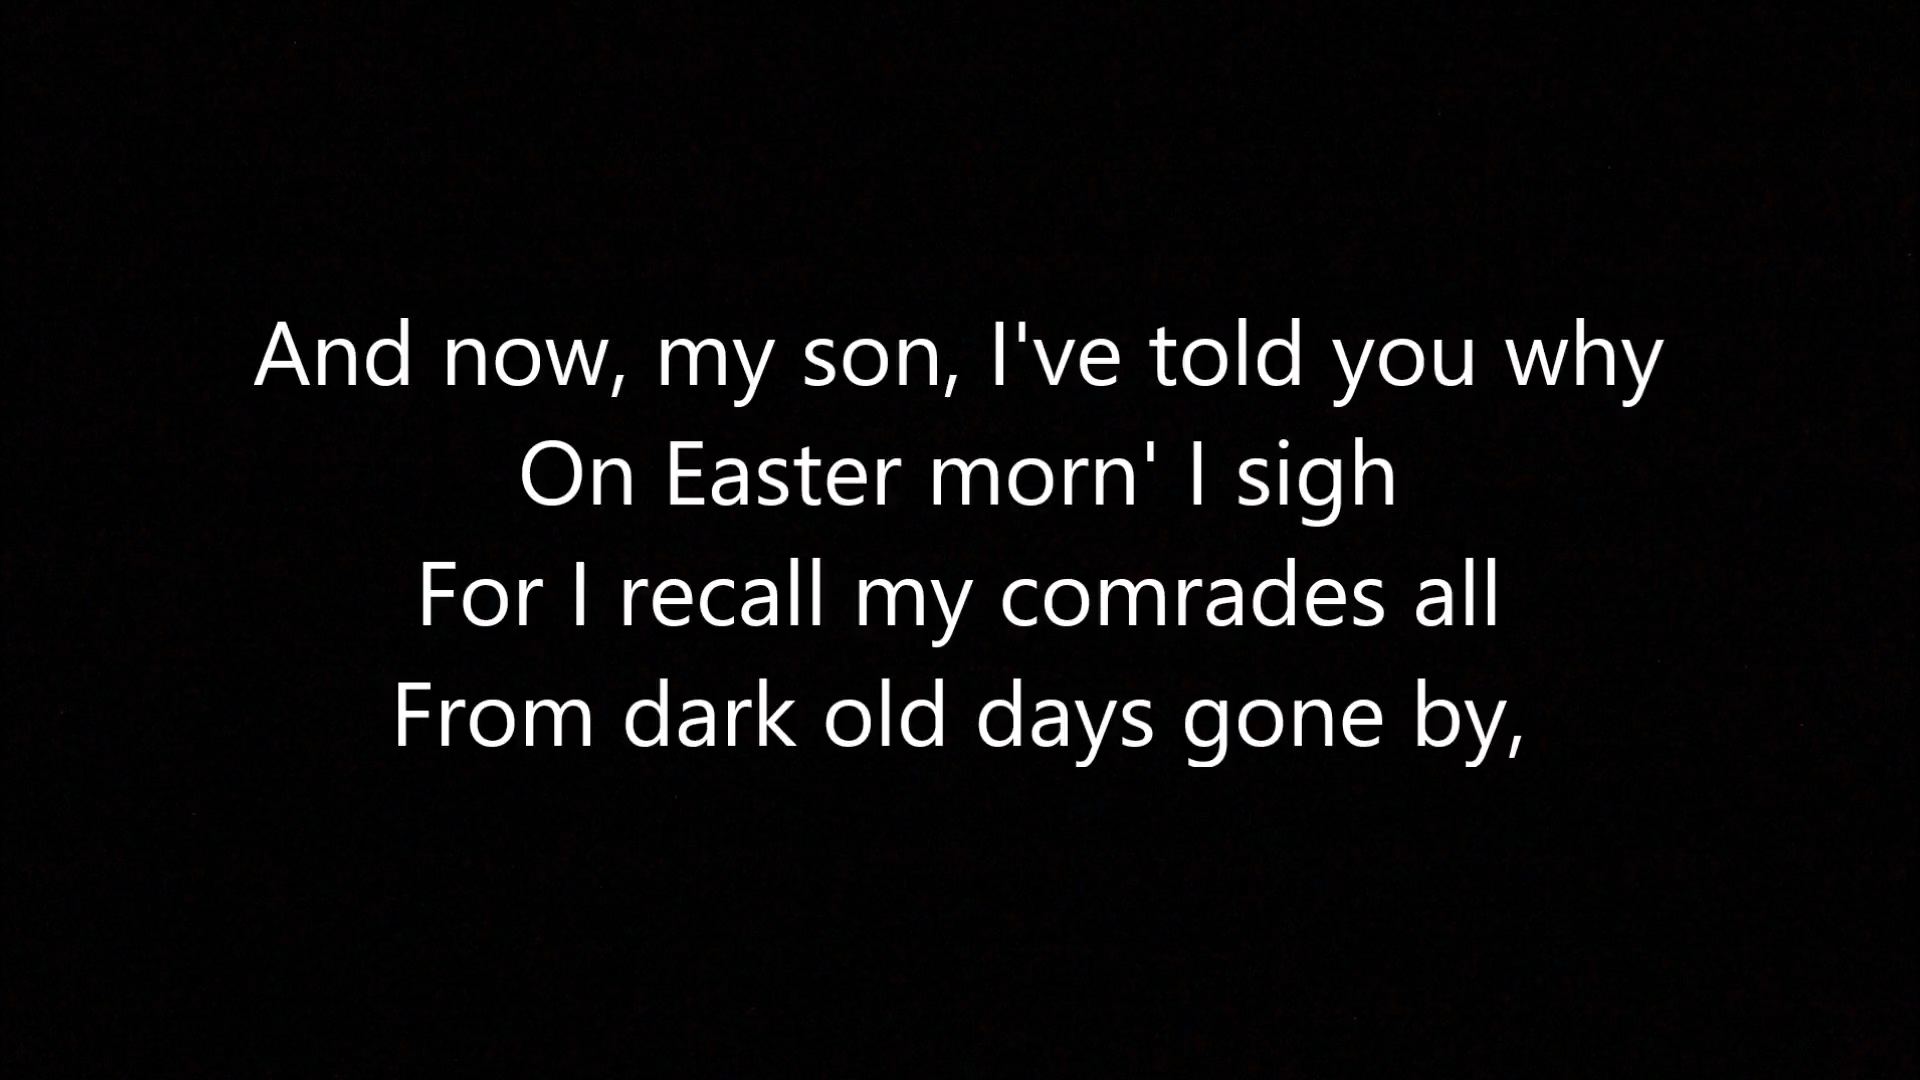 And now, my son, I've told you why
On Easter morn' I sigh
For I recall my comrades all
From dark old days gone by,